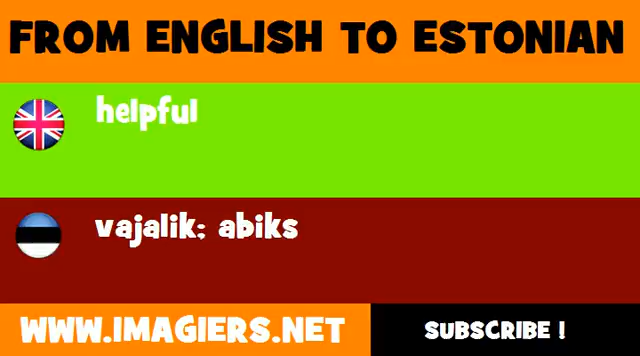 FROM ENGLISH TO ESTONIAN
helpful
vajalik; abiks
WWW.IMAGIERS.NET
SUBSCRIBE !